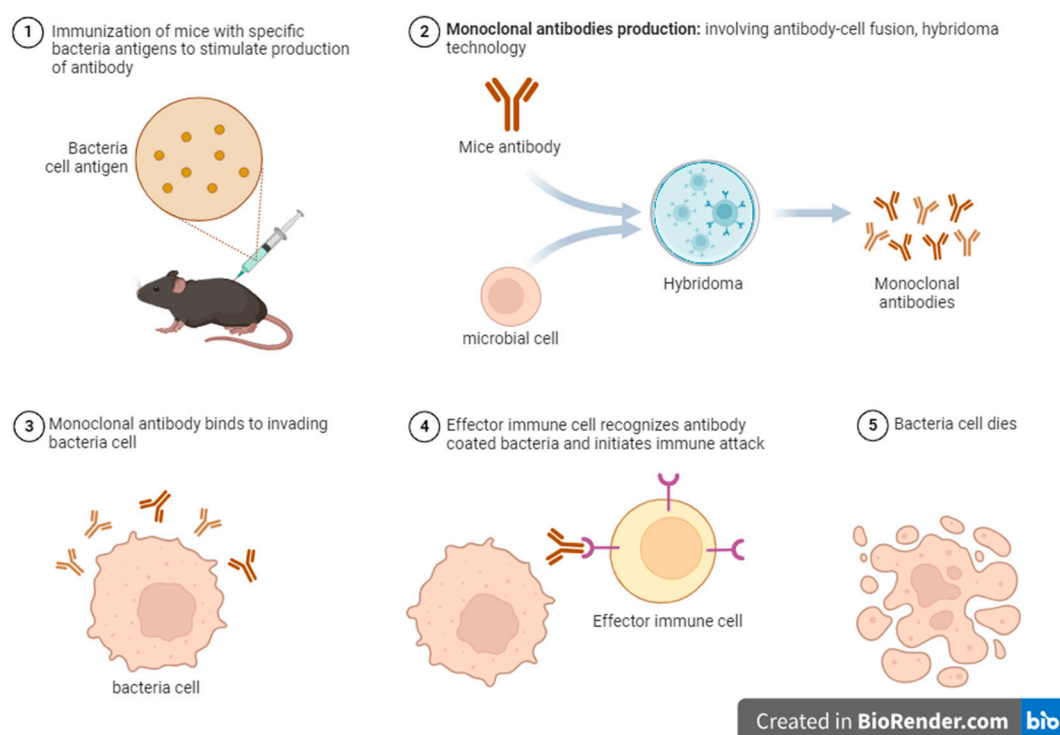 1
Immunization of mice with specific
bacteria antigens to stimulate production
of antibody
Bacteria
cell antigen
2
Monoclonal antibodies production: involving antibody-cell fusion, hybridoma
technology
Mice antibody
microbial cell
Hybridoma
Monoclonal
antibodies
3
Monoclonal antibody binds to invading
bacteria cell
bacteria cell
4
Effector immune cell recognizes antibody
coated bacteria and initiates immune attack
Effector immune cell
5
Bacteria cell dies
Created in BioRender.com
bio